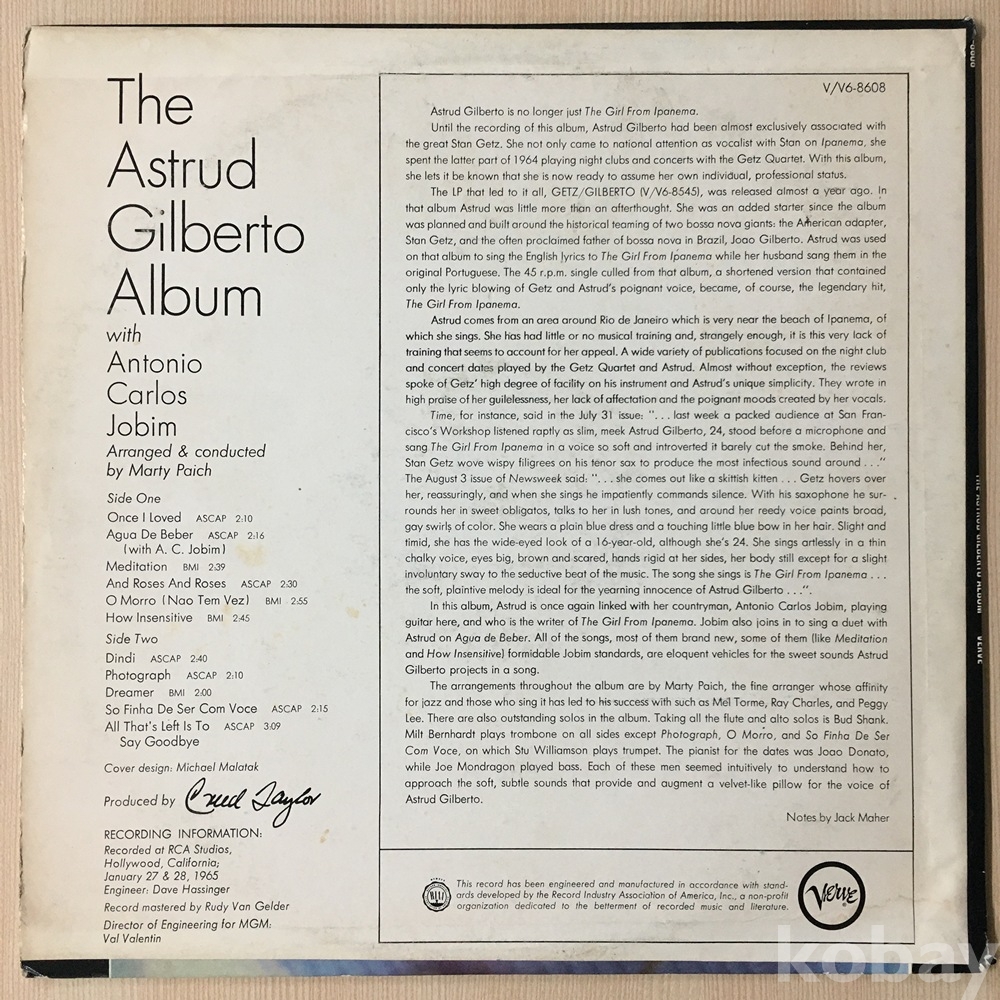 The
Astrud
Gilberto
Album
with
Antonio
Carlos
Jobim
Arranged & conducted
by Marty Paich
Side One
Once I Loved ASCAP 2:10
Agua De Beber ASCAP 2:16
(with A. C. Jobim)
Meditation BMI 2:39
And Roses And Roses ASCAP 2:30
O Morro (Nao Tem Vez) BMI 2:55
How Insensitive BMI 2:45
Side Two
Dindi ASCAP 2:40
Photograph ASCAP 2:10
Dreamer BMI 2:00
So Finha De Ser Com Voce ASCAP 2:15
All That's Left Is To ASCAP 3:09
Say Goodbye
Cover design: Michael Malatak
Produced by Creed Taylor
RECORDING INFORMATION:
Recorded at RCA Studios,
Hollywood, California;
January 27 & 28, 1965
Engineer: Dave Hassinger
Record mastered by Rudy Van Gelder
Director of Engineering for MGM:
Val Valentin
V/V6-8608
Astrud Gilberto is no longer just The Girl From Ipanema.
Until the recording of this album, Astrud Gilberto had been almost exclusively associated with
the great Stan Getz. She not only came to national attention as vocalist with Stan on Ipanema, she
spent the latter part of 1964 playing night clubs and concerts with the Getz Quartet. With this album,
she lets it be known that she is now ready to assume her own individual, professional status.
The LP that led to it all, GETZ/GILBERTO (V/V6-8545), was released almost a year ago. In
that album Astrud was little more than an afterthought. She was an added starter since the album
was planned and built around the historical teaming of two bossa nova giants: the American adapter,
Stan Getz, and the often proclaimed father of bossa nova in Brazil, Joao Gilberto. Astrud was used
on that album to sing the English lyrics to The Girl From Ipanema while her husband sang them in the
original Portuguese. The 45 r.p.m. single culled from that album, a shortened version that contained
only the lyric blowing of Getz and Astrud's poignant voice, became, of course, the legendary hit,
The Girl From Ipanema.
Astrud comes from an area around Rio de Janeiro which is very near the beach of Ipanema, of
which she sings. She has had little or no musical training and, strangely enough, it is this very lack of
training that seems to account for her appeal. A wide variety of publications focused on the night club
and concert dates played by the Getz Quartet and Astrud. Almost without exception, the reviews
spoke of Getz' high degree of facility on his instrument and Astrud's unique simplicity. They wrote in
high praise of her guilelessness, her lack of affectation and the poignant moods created by her vocals.
Time, for instance, said in the July 31 issue: ". . . last week a packed audience at San Fran-
cisco's Workshop listened raptly as slim, meek Astrud Gilberto, 24, stood before a microphone and
sang The Girl From Ipanema in a voice so soft and introverted it barely cut the smoke. Behind her,
Stan Getz wove wispy filigrees on his tenor sax to produce the most infectious sound around . . ."
The August 3 issue of Newsweek said: ". . . she comes out like a skittish kitten . . . Getz hovers over
her, reassuringly, and when she sings he impatiently commands silence. With his saxophone he sur-
rounds her in sweet obligatos, talks to her in lush tones, and around her reedy voice paints broad,
gay swirls of color. She wears a plain blue dress and a touching little blue bow in her hair. Slight and
timid, she has the wide-eyed look of a 16-year-old, although she's 24. She sings artlessly in a thin
chalky voice, eyes big, brown and scared, hands rigid at her sides, her body still except for a slight
involuntary sway to the seductive beat of the music. The song she sings is The Girl From Ipanema . . .
the soft, plaintive melody is ideal for the yearning innocence of Astrud Gilberto . . .".
In this album, Astrud is once again linked with her countryman, Antonio Carlos Jobim, playing
guitar here, and who is the writer of The Girl From Ipanema. Jobim also joins in to sing a duet with
Astrud on Agua de Beber. All of the songs, most of them brand new, some of them (like Meditation
and How Insensitive) formidable Jobim standards, are eloquent vehicles for the sweet sounds Astrud
Gilberto projects in a song.
The arrangements throughout the album are by Marty Paich, the fine arranger whose affinity
for jazz and those who sing it has led to his success with such as Mel Torme, Ray Charles, and Peggy
Lee. There are also outstanding solos in the album. Taking all the flute and alto solos is Bud Shank.
Milt Bernhardt plays trombone on all sides except Photograph, O Morro, and So Finha De Ser
Com Voce, on which Stu Williamson plays trumpet. The pianist for the dates was Joao Donato,
while Joe Mondragon played bass. Each of these men seemed intuitively to understand how to
approach the soft, subtle sounds that provide and augment a velvet-like pillow for the voice of
Astrud Gilberto.
Notes by Jack Maher
This record has been engineered and manufactured in accordance with stand-
ards developed by the Record Industry Association of America, Inc., a non-profit
organization dedicated to the betterment of recorded music and literature.
Verve
THE ASTRUD GILBERTO ALBUM VERVE
8608
kobay